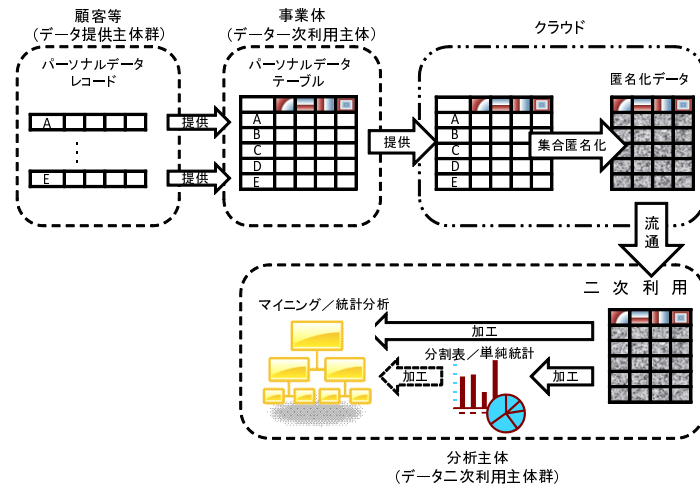 顧客等
(データ提供主体群)
事業体
(データ一次利用主体)
クラウド
パーソナルデータ
レコード
パーソナルデータ
テーブル
匿名化データ
A
E
提供
提供
A
B
C
D
E
提供
A
B
C
D
E
集合匿名化
流通
二次利用
マイニング／統計分析
加工
分割表／単純統計
加工
加工
分析主体
(データ二次利用主体群)